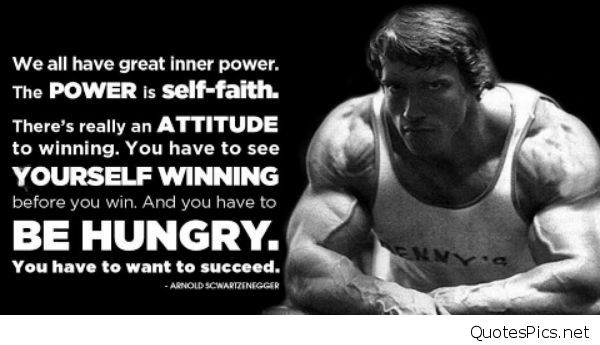 We all have great inner power.
The POWER is self-faith.
There's really an ATTITUDE
to winning. You have to see
YOURSELF WINNING
before you win. And you have to
BE HUNGRY.
You have to want to succeed.
- ARNOLD SCWARTZENEGGER
ENNY'S
QuotesPics.net